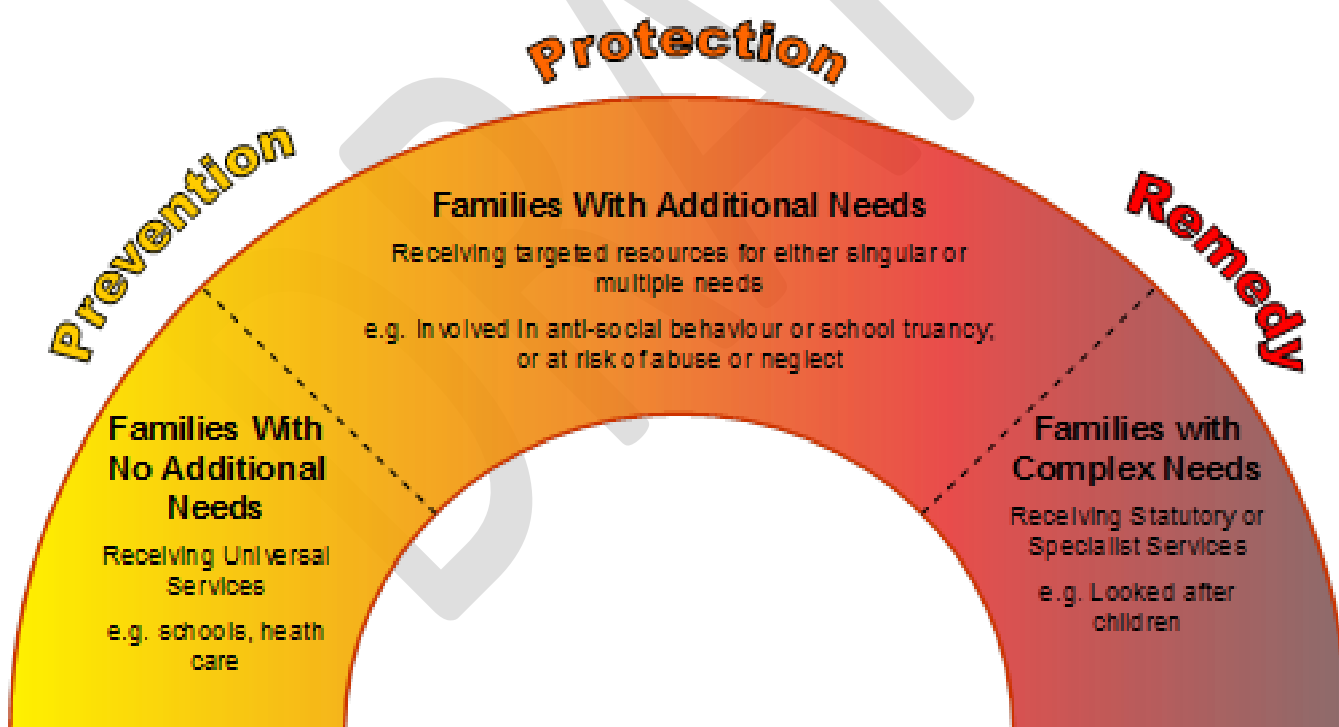 Protection
Prevention
Remedy
Families With Additional Needs
Receiving targeted resources for either singular or
multiple needs
e.g. Involved in anti-social behaviour or school truancy;
or at risk of abuse or neglect
Families With
No Additional
Needs
Receiving Universal
Services
e.g. schools, heath
care
Families with
Complex Needs
Receiving Statutory or
Specialist Services
e.g. Looked after
children